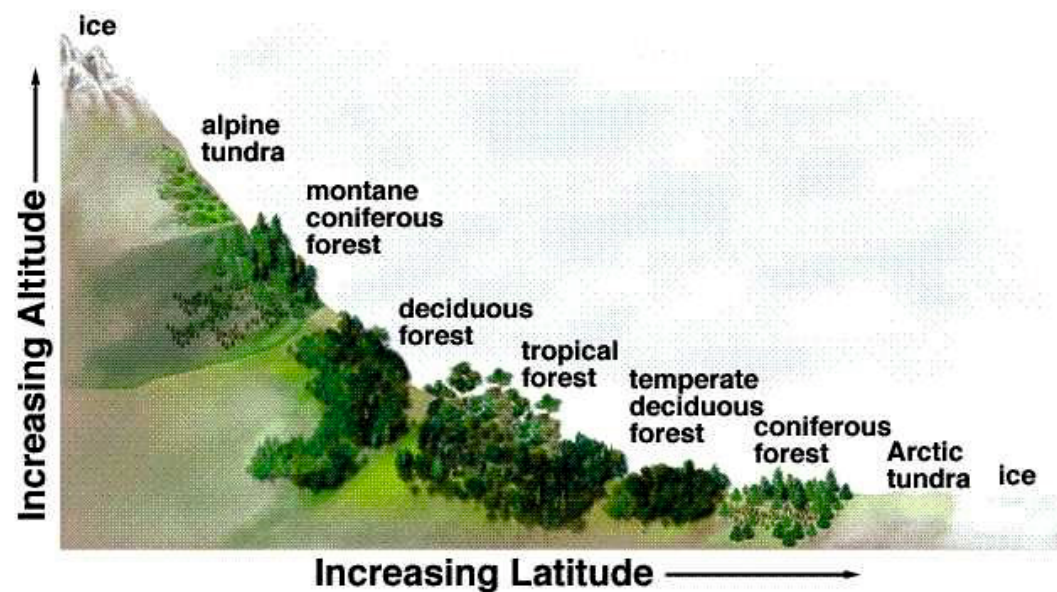 ice
alpine
tundra
montane
coniferous
forest
deciduous
forest
tropical
forest
temperate
deciduous
forest
coniferous
forest
Arctic
tundra
ice
Increasing Altitude
Increasing Latitude